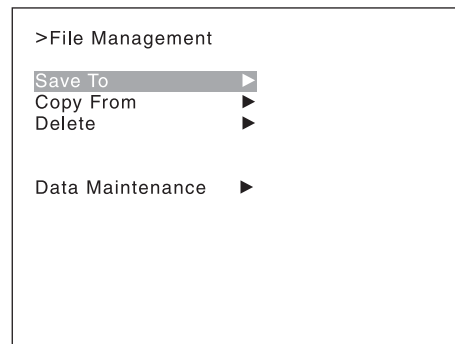 >File Management
Save To ▶
Copy From ▶
Delete ▶
Data Maintenance ▶